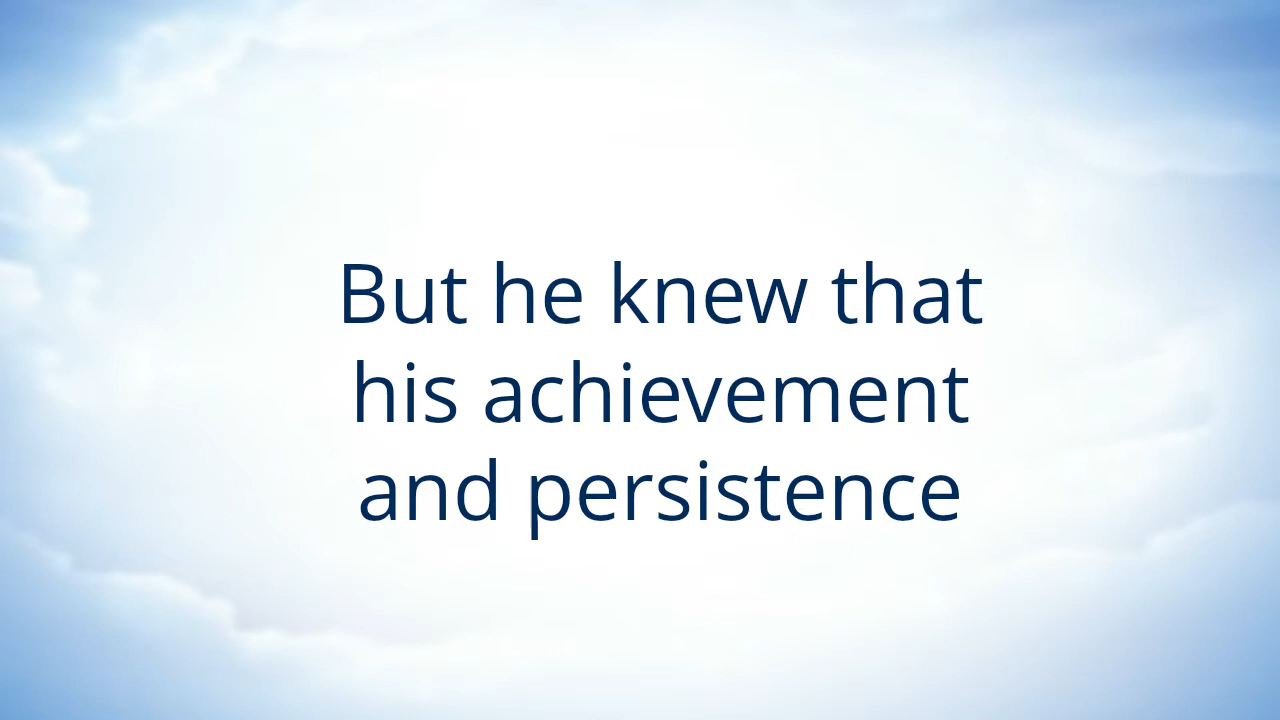 But he knew that
his achievement
and persistence